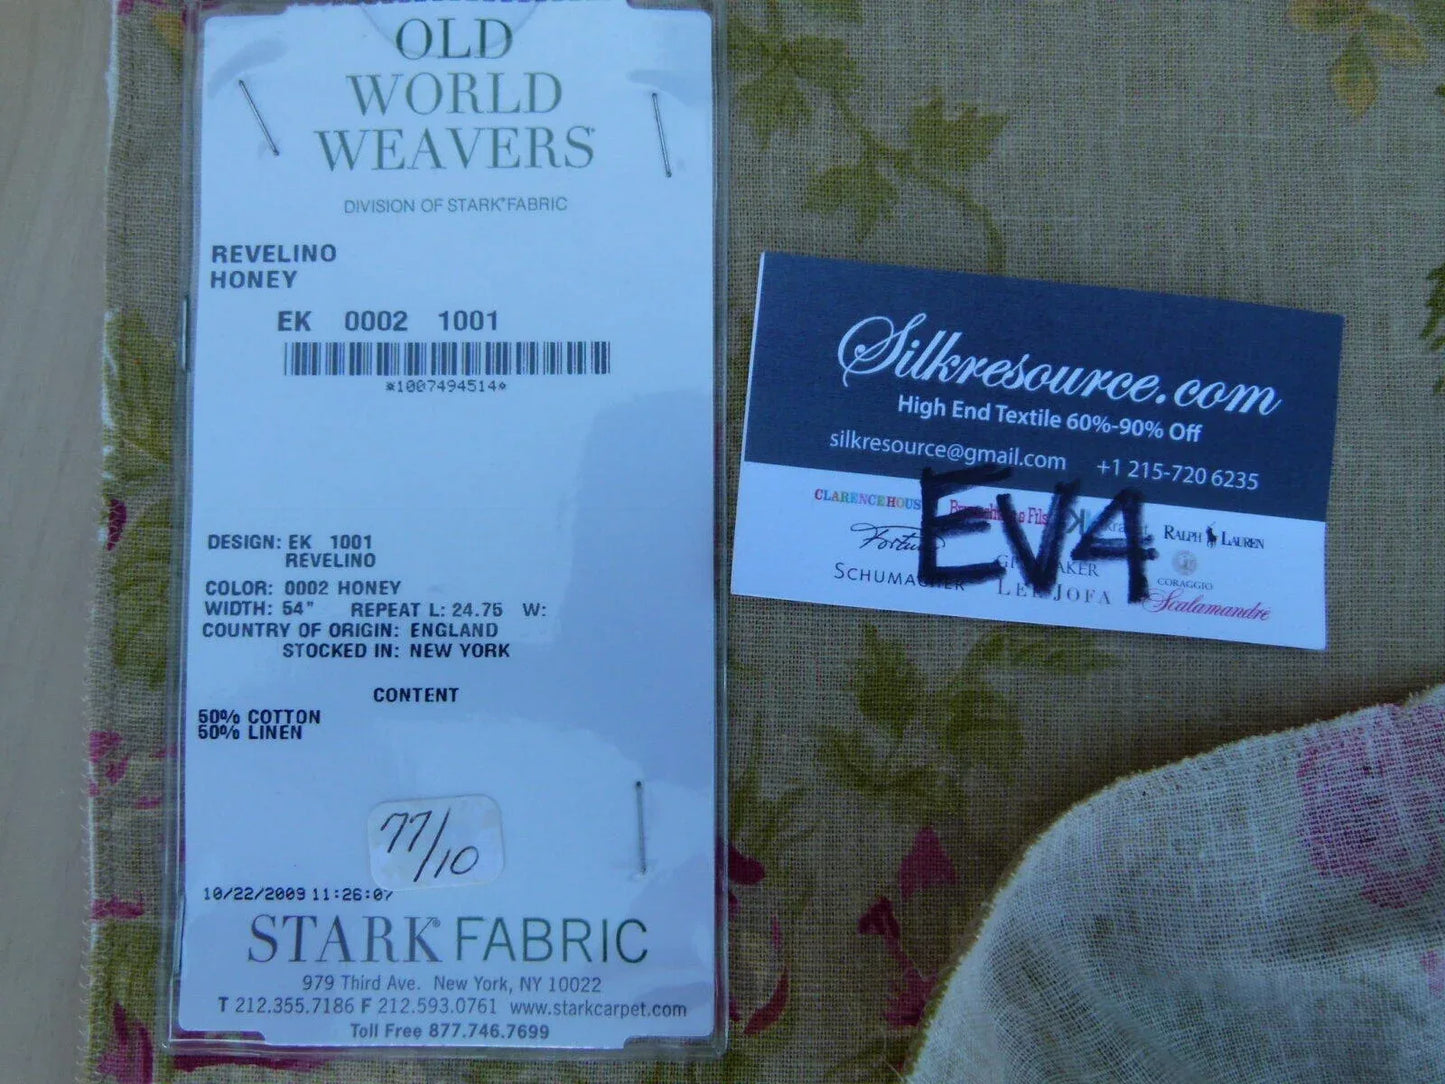 OLD
WORLD
WEAVERS
DIVISION OF STARK FABRIC
REVELINO
HONEY
EK 0002 1001
*1007494514*
DESIGN: EK 1001
REVELINO
COLOR: 0002 HONEY
WIDTH: 54" REPEAT L: 24.75 W:
COUNTRY OF ORIGIN: ENGLAND
STOCKED IN: NEW YORK
CONTENT
50% COTTON
50% LINEN
77/10
10/22/2009 11:26:07
STARK FABRIC
979 Third Ave. New York, NY 10022
T 212.355.7186 F 212.593.0761 www.starkcarpet.com
Toll Free 877.746.7699
Silkresource.com
High End Textile 60%-90% Off
silkresource@gmail.com +1 215-720 6235
EVA
CLARENCE HOUSE
RALPH LAUREN
SCHUMACHER
LEE JOFA
CORAGGIO
Scalamandré